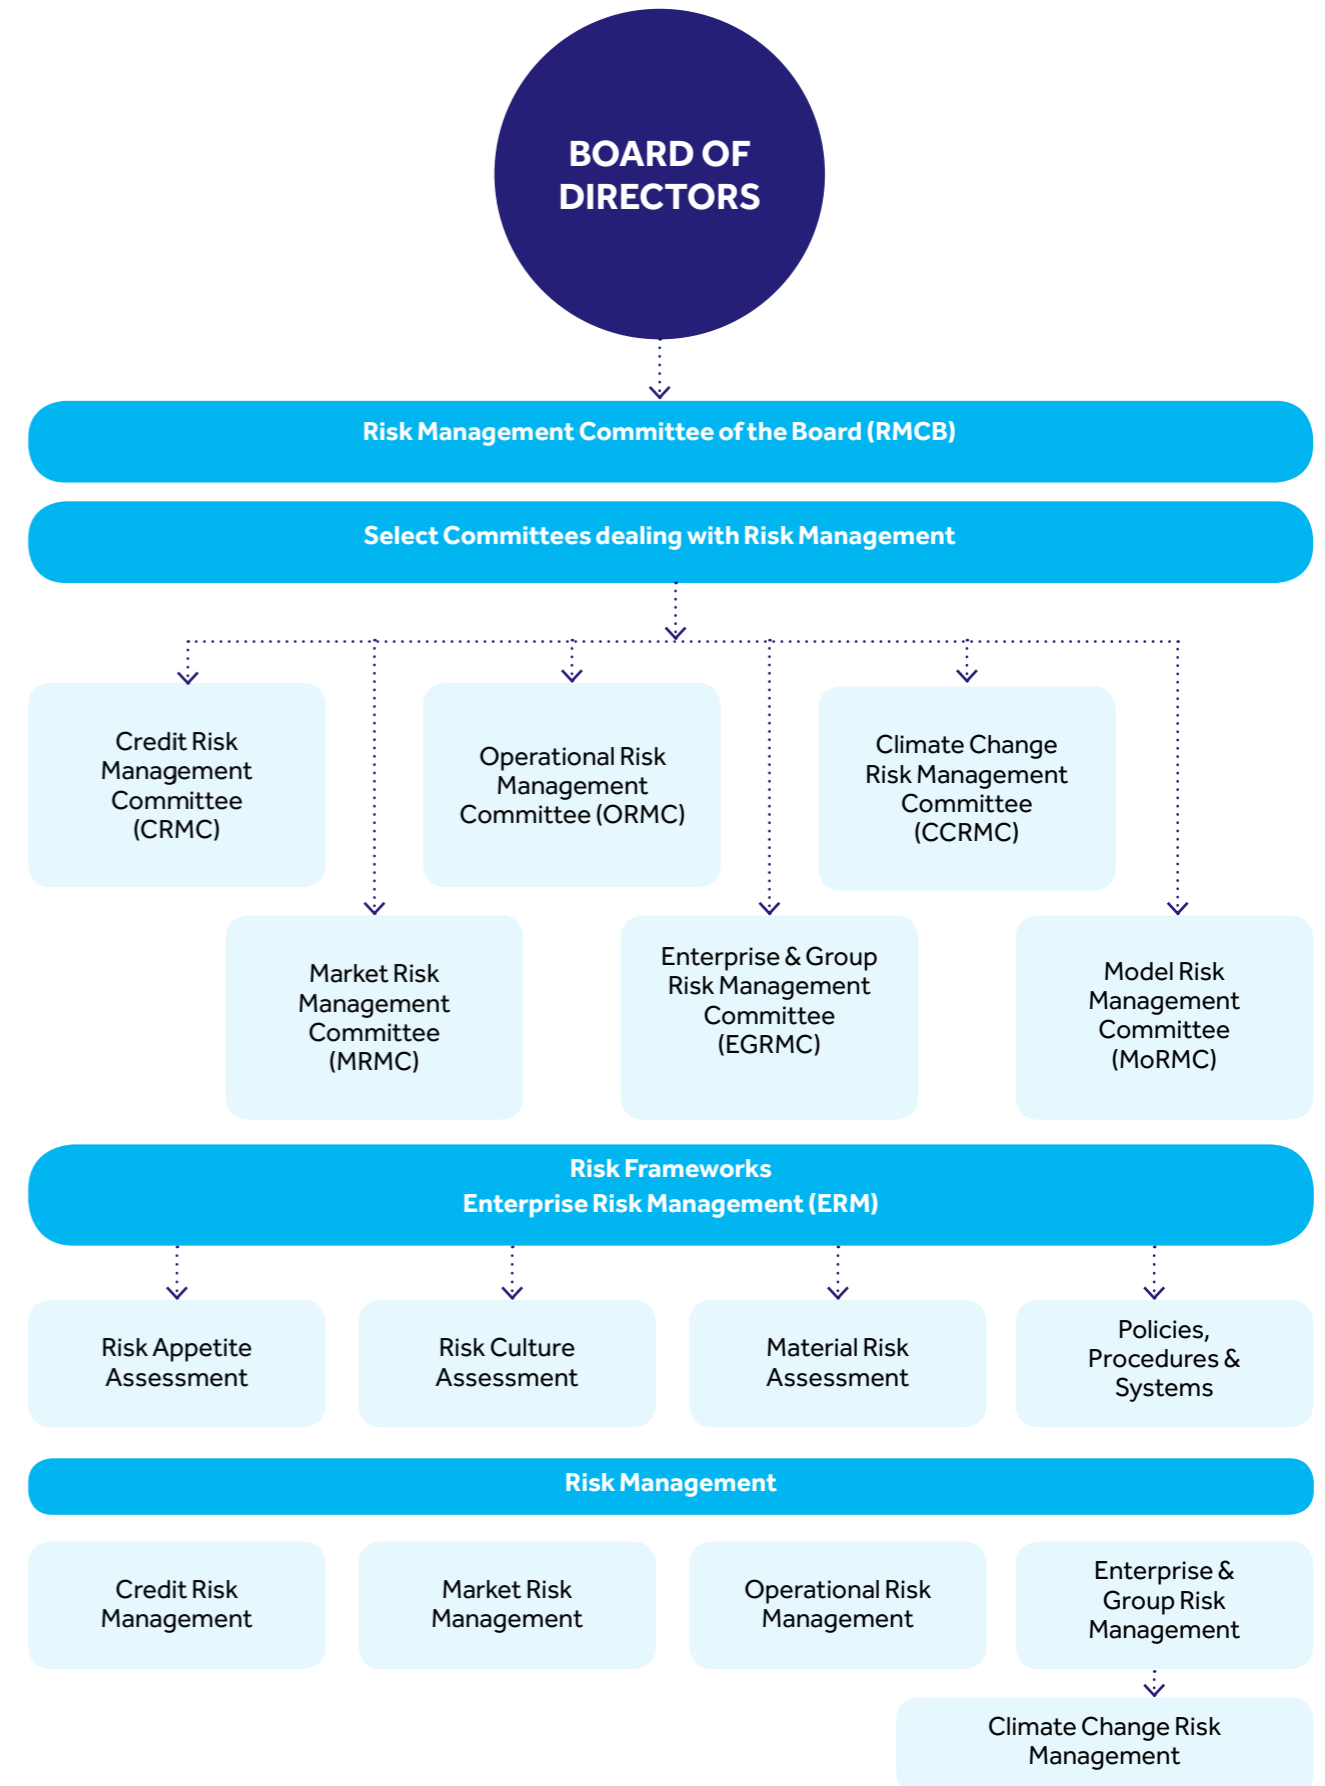 BOARD OF
DIRECTORS
Risk Management Committee of the Board (RMCB)
Select Committees dealing with Risk Management
Credit Risk
Management
Committee
(CRMC)
Operational Risk
Management
Committee (ORMC)
Climate Change
Risk Management
Committee
(CCRMC)
Market Risk
Management
Committee
(MRMC)
Enterprise & Group
Risk Management
Committee
(EGRMC)
Model Risk
Management
Committee
(MoRMC)
Risk Frameworks
Enterprise Risk Management (ERM)
Risk Appetite
Assessment
Risk Culture
Assessment
Material Risk
Assessment
Policies,
Procedures &
Systems
Risk Management
Credit Risk
Management
Market Risk
Management
Operational Risk
Management
Enterprise &
Group Risk
Management
Climate Change Risk
Management